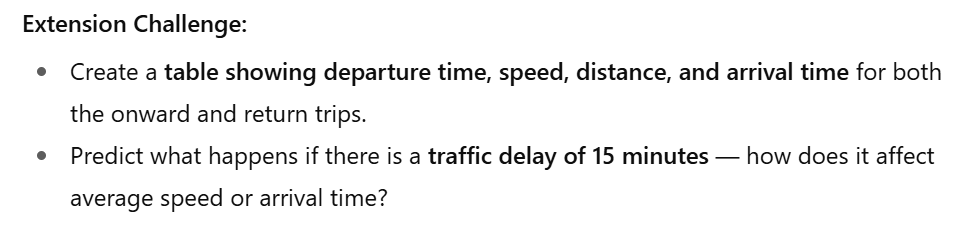 Extension Challenge:
• Create a table showing departure time, speed, distance, and arrival time for both
the onward and return trips.
• Predict what happens if there is a traffic delay of 15 minutes — how does it affect
average speed or arrival time?